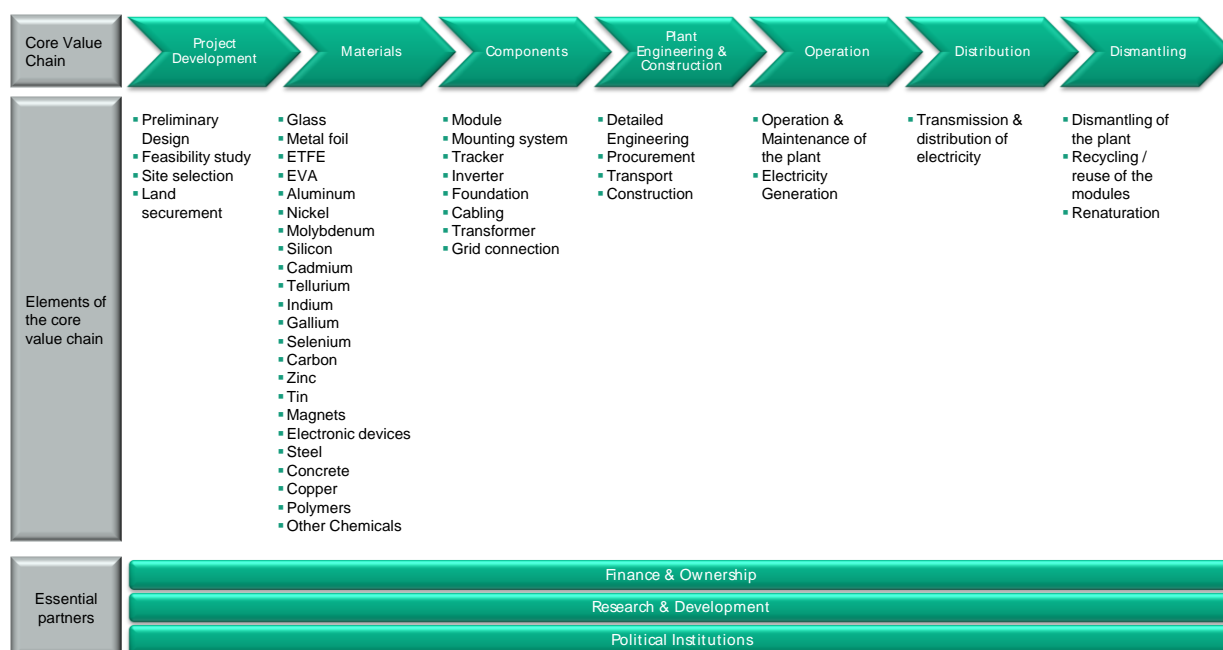 Core Value
Chain
Project
Development
Materials
Components
Plant
Engineering &
Construction
Operation
Distribution
Dismantling
Elements of
the core
value chain
▪ Preliminary
Design
▪ Feasibility study
▪ Site selection
▪ Land
securement
▪ Glass
▪ Metal foil
▪ ETFE
▪ EVA
▪ Aluminum
▪ Nickel
▪ Molybdenum
▪ Silicon
▪ Cadmium
▪ Tellurium
▪ Indium
▪ Gallium
▪ Selenium
▪ Carbon
▪ Zinc
▪ Tin
▪ Magnets
▪ Electronic devices
▪ Steel
▪ Concrete
▪ Copper
▪ Polymers
▪ Other Chemicals
▪ Module
▪ Mounting system
▪ Tracker
▪ Inverter
▪ Foundation
▪ Cabling
▪ Transformer
▪ Grid connection
▪ Detailed
Engineering
▪ Procurement
▪ Transport
▪ Construction
▪ Operation &
Maintenance of
the plant
▪ Electricity
Generation
▪ Transmission &
distribution of
electricity
▪ Dismantling of
the plant
▪ Recycling /
reuse of the
modules
▪ Renaturation
Essential
partners
Finance & Ownership
Research & Development
Political Institutions